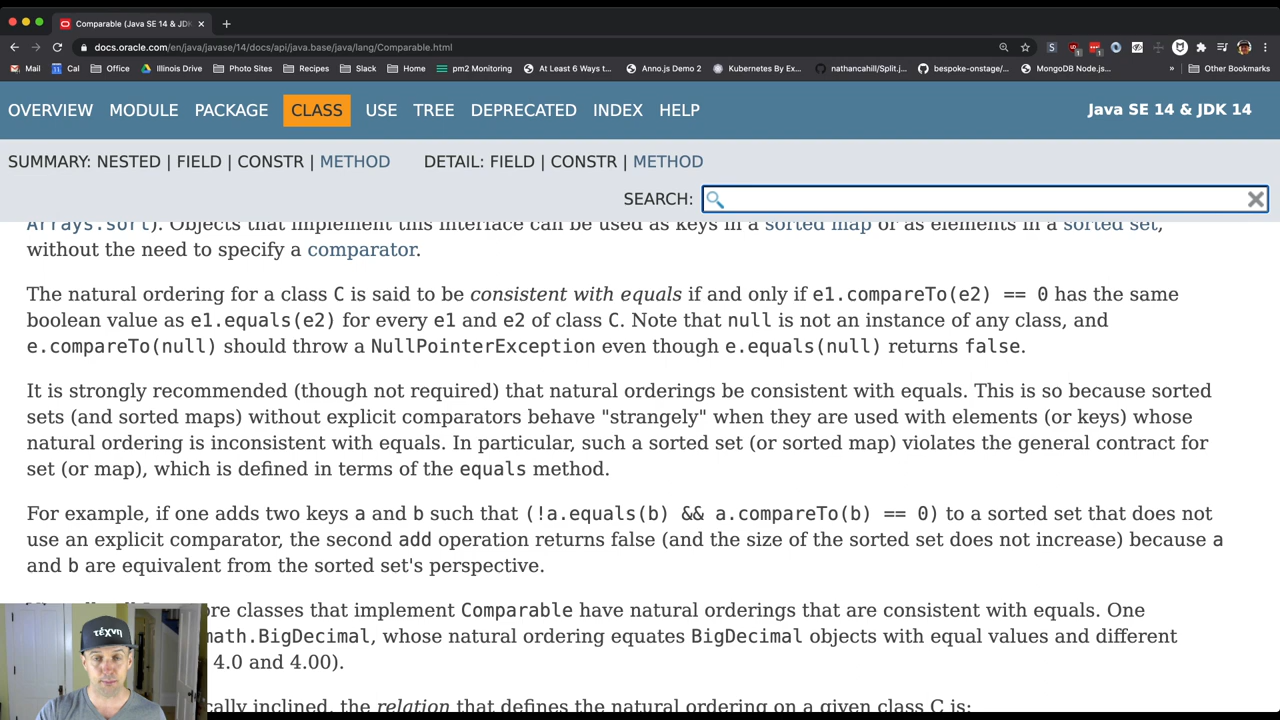 Comparable (Java SE 14 & JDK
docs.oracle.com/en/java/javase/14/docs/api/java.base/java/lang/Comparable.html
Mail Cal Office Illinois Drive Photo Sites Recipes Slack Home pm2 Monitoring At Least 6 Ways t... Anno.js Demo 2 Kubernetes By Ex... nathancahill/Split.j... bespoke-onstage/... MongoDB Node.js... » Other Bookmarks
OVERVIEW MODULE PACKAGE CLASS USE TREE DEPRECATED INDEX HELP Java SE 14 & JDK 14
SUMMARY: NESTED | FIELD | CONSTR | METHOD DETAIL: FIELD | CONSTR | METHOD
SEARCH:
Arrays.sort). Objects that implement this interface can be used as keys in a sorted map or as elements in a sorted set,
without the need to specify a comparator.
The natural ordering for a class C is said to be consistent with equals if and only if e1.compareTo(e2) == 0 has the same
boolean value as e1.equals(e2) for every e1 and e2 of class C. Note that null is not an instance of any class, and
e.compareTo(null) should throw a NullPointerException even though e.equals(null) returns false.
It is strongly recommended (though not required) that natural orderings be consistent with equals. This is so because sorted
sets (and sorted maps) without explicit comparators behave "strangely" when they are used with elements (or keys) whose
natural ordering is inconsistent with equals. In particular, such a sorted set (or sorted map) violates the general contract for
set (or map), which is defined in terms of the equals method.
For example, if one adds two keys a and b such that (!a.equals(b) && a.compareTo(b) == 0) to a sorted set that does not
use an explicit comparator, the second add operation returns false (and the size of the sorted set does not increase) because a
and b are equivalent from the sorted set's perspective.
ore classes that implement Comparable have natural orderings that are consistent with equals. One
math.BigDecimal, whose natural ordering equates BigDecimal objects with equal values and different
4.0 and 4.00).
τέχνη
cally inclined, the relation that defines the natural ordering on a given class C is: